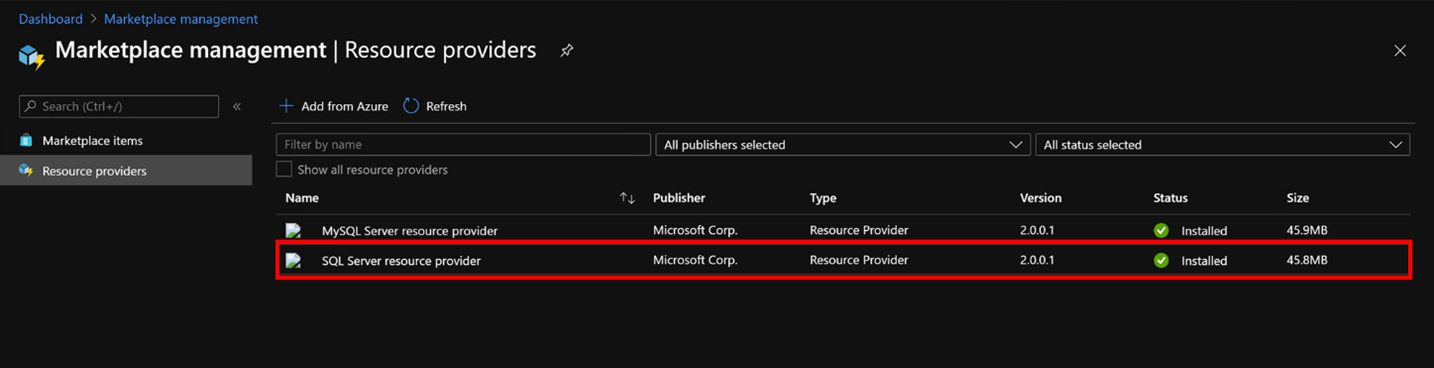 Dashboard > Marketplace management
Marketplace management | Resource providers
Search (Ctrl+/) «
Add from Azure Refresh
Marketplace items
Resource providers
Filter by name All publishers selected All status selected
Show all resource providers
Name Publisher Type Version Status Size
MySQL Server resource provider Microsoft Corp. Resource Provider 2.0.0.1 Installed 45.9MB
SQL Server resource provider Microsoft Corp. Resource Provider 2.0.0.1 Installed 45.8MB